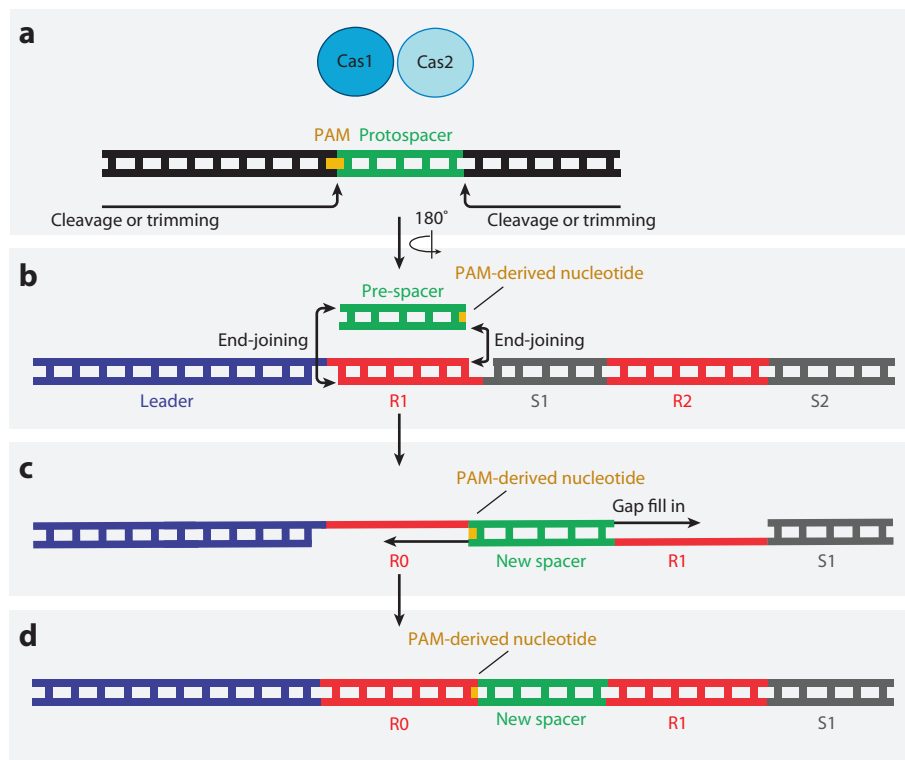 a
Cas1
Cas2
PAM
Protospacer
Cleavage or trimming
Cleavage or trimming
180°
b
PAM-derived nucleotide
Pre-spacer
End-joining
End-joining
Leader
R1
S1
R2
S2
c
PAM-derived nucleotide
Gap fill in
R0
New spacer
R1
S1
d
PAM-derived nucleotide
R0
New spacer
R1
S1